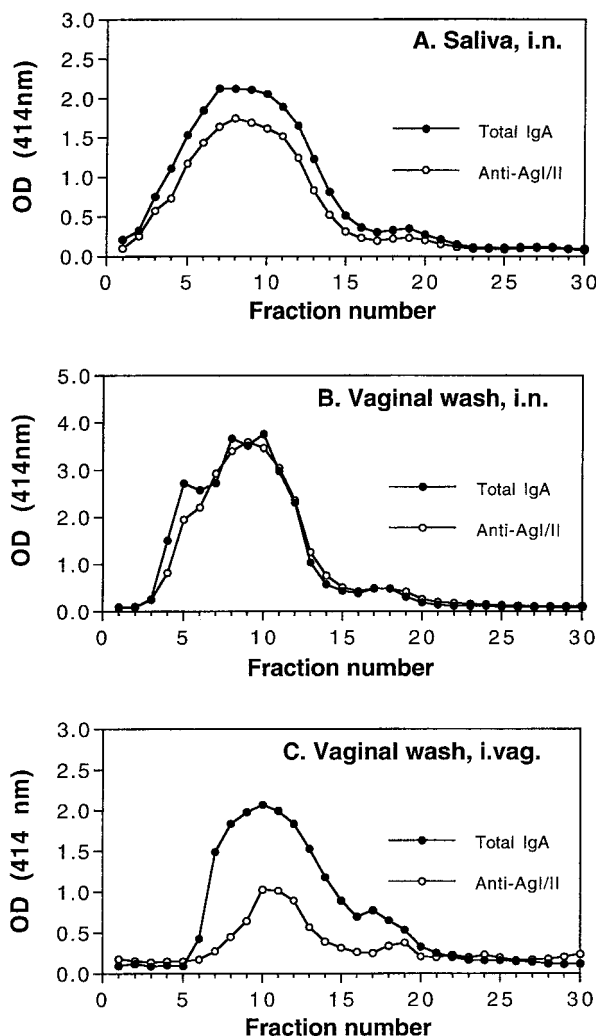 A. Saliva, i.n.
OD (414nm)
3.0
2.5
2.0
1.5
1.0
0.5
0.0
Total IgA
Anti-AgI/II
0 5 10 15 20 25 30
Fraction number
B. Vaginal wash, i.n.
OD (414nm)
5.0
4.0
3.0
2.0
1.0
0.0
Total IgA
Anti-AgI/II
0 5 10 15 20 25 30
Fraction number
C. Vaginal wash, i.vag.
OD (414 nm)
3.0
2.5
2.0
1.5
1.0
0.5
0.0
Total IgA
Anti-AgI/II
0 5 10 15 20 25 30
Fraction number